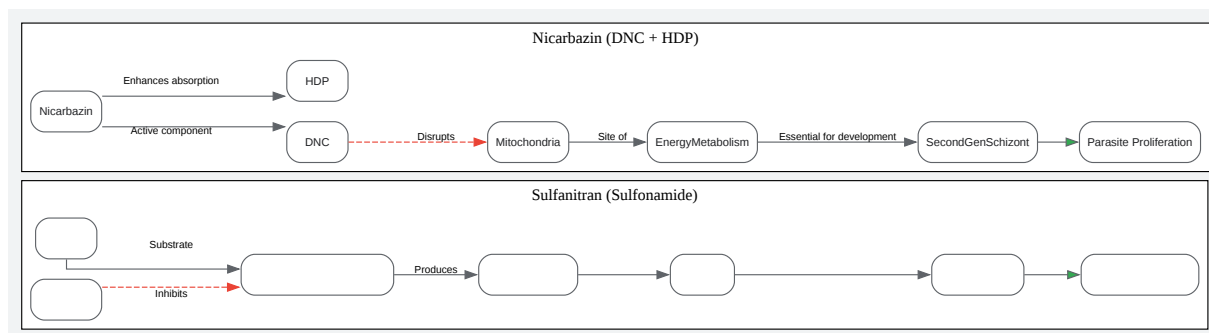 Nicarbazin (DNC + HDP)
Enhances absorption
HDP
Nicarbazin
Active component
DNC
Disrupts
Mitochondria
Site of
EnergyMetabolism
Essential for development
SecondGenSchizont
Parasite Proliferation
Sulfanitran (Sulfonamide)
Substrate
Produces
Inhibits